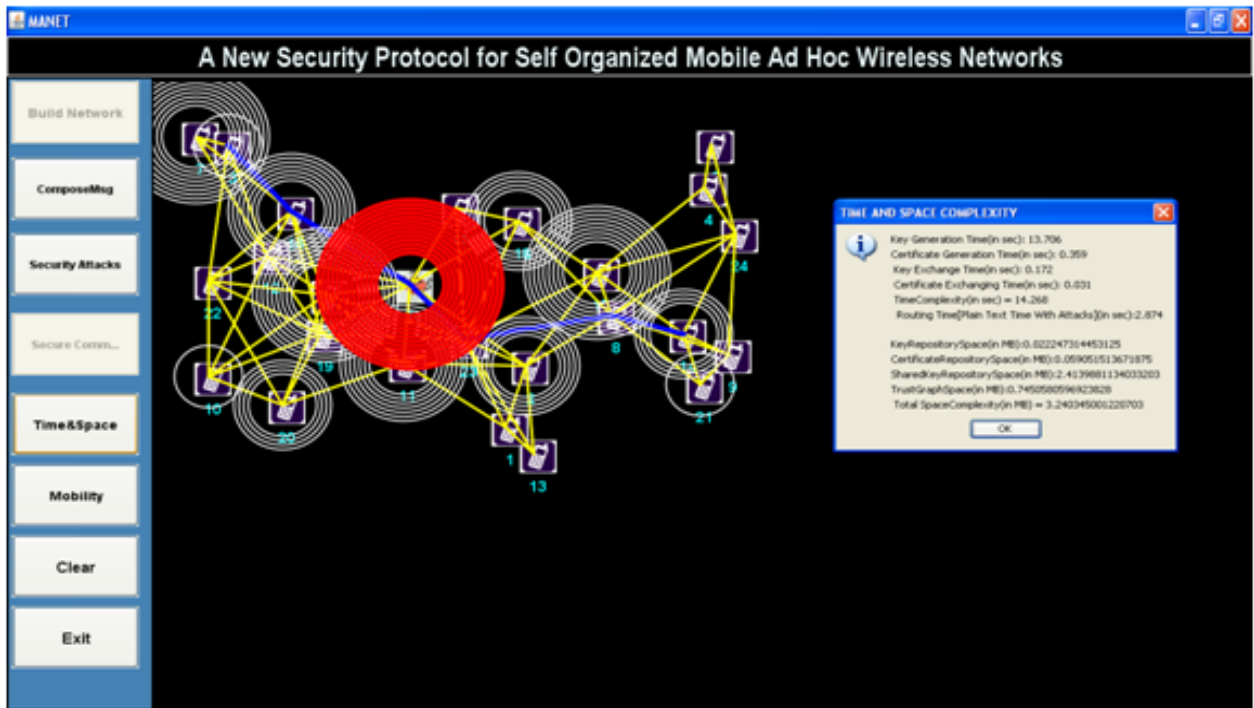 MANET
A New Security Protocol for Self Organized Mobile Ad Hoc Wireless Networks
Build Network
ComposeMsg
Security Attacks
Secure Comm...
Time&Space
Mobility
Clear
Exit
4
24
22
19
8
9
10
11
23
20
21
1
13
TIME AND SPACE COMPLEXITY
Key Generation Time(in sec): 13.706
Certificate Generation Time(in sec): 0.359
Key Exchange Time(in sec): 0.172
Certificate Exchanging Time(in sec): 0.031
TimeComplexity(in sec) = 14.268
Routing Time[Plain Text Time With Attacks](in sec):2.874
KeyRepositorySpace(in MB):0.022247314453125
CertificateRepositorySpace(in MB):0.059051513671875
SharedKeyRepositorySpace(in MB):2.4139881134033203
TrustGraphSpace(in MB):0.7450580596923828
Total SpaceComplexity(in MB) = 3.240345001220703
OK